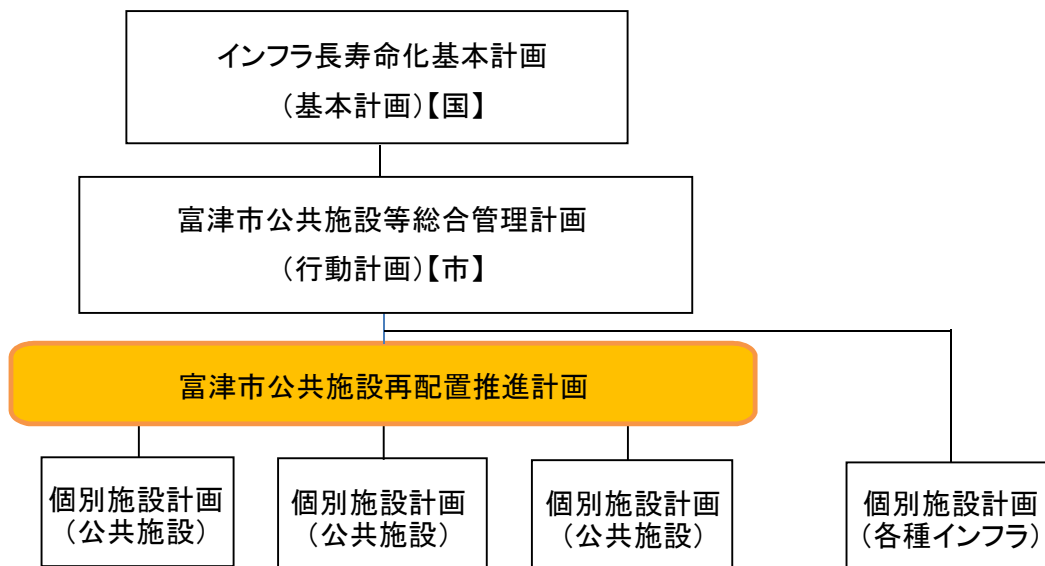 インフラ長寿命化基本計画
（基本計画）【国】
富津市公共施設等総合管理計画
（行動計画）【市】
富津市公共施設再配置推進計画
個別施設計画
（公共施設）
個別施設計画
（公共施設）
個別施設計画
（公共施設）
個別施設計画
（各種インフラ）